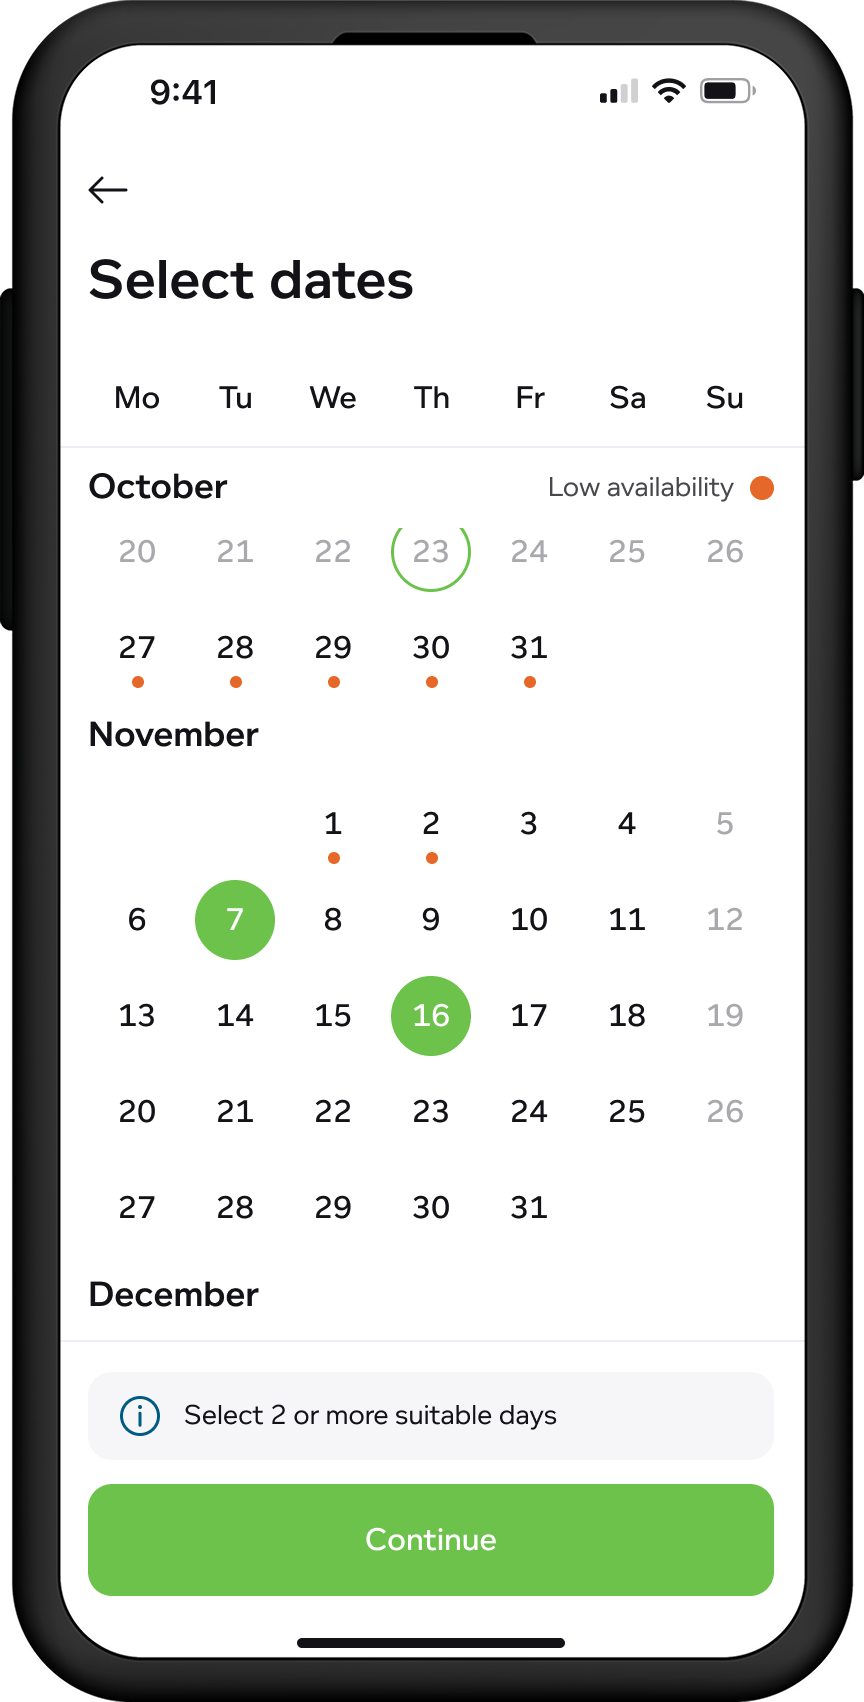 9:41
Select dates
Mo Tu We Th Fr Sa Su
October Low availability
20 21 22 23 24 25 26
27 28 29 30 31
November
1 2 3 4 5
6 7 8 9 10 11 12
13 14 15 16 17 18 19
20 21 22 23 24 25 26
27 28 29 30 31
December
Select 2 or more suitable days
Continue